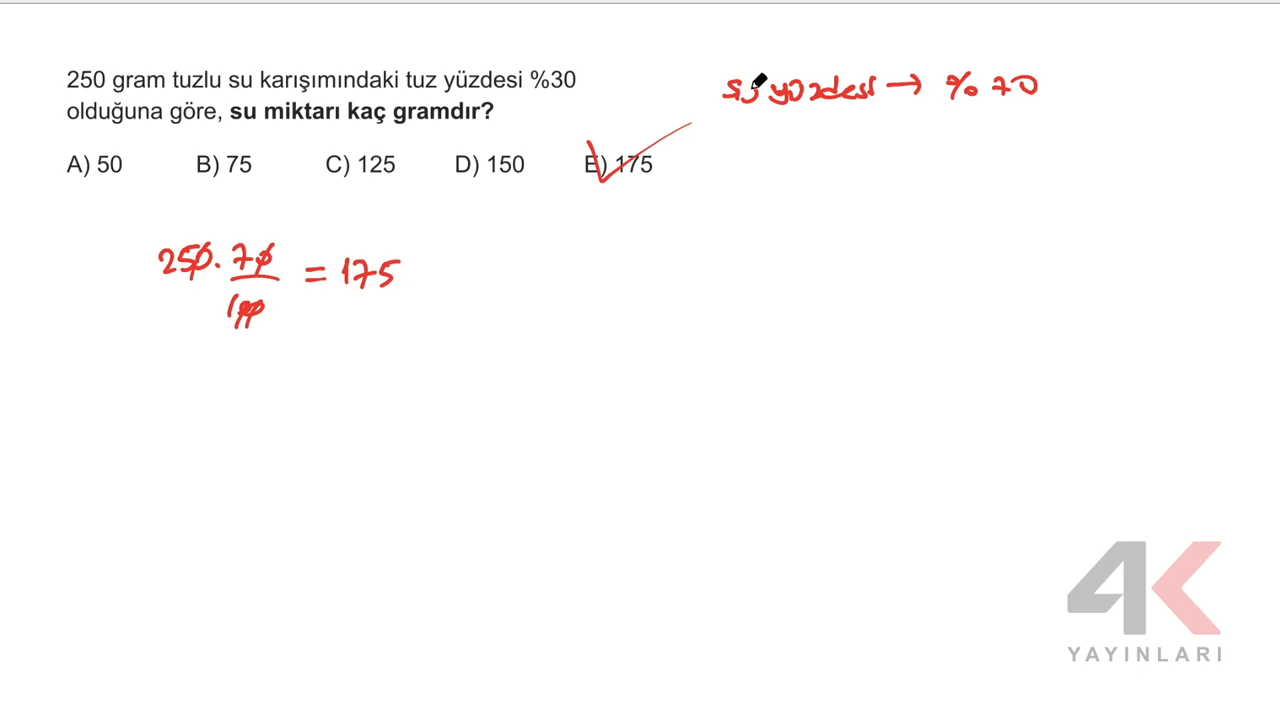 250 gram tuzlu su karışımındaki tuz yüzdesi %30
olduğuna göre, su miktarı kaç gramdır?
su yüzdesi → % 70
A) 50 B) 75 C) 125 D) 150 E) 175
250 . 70/100 = 175
4K
YAYINLARI